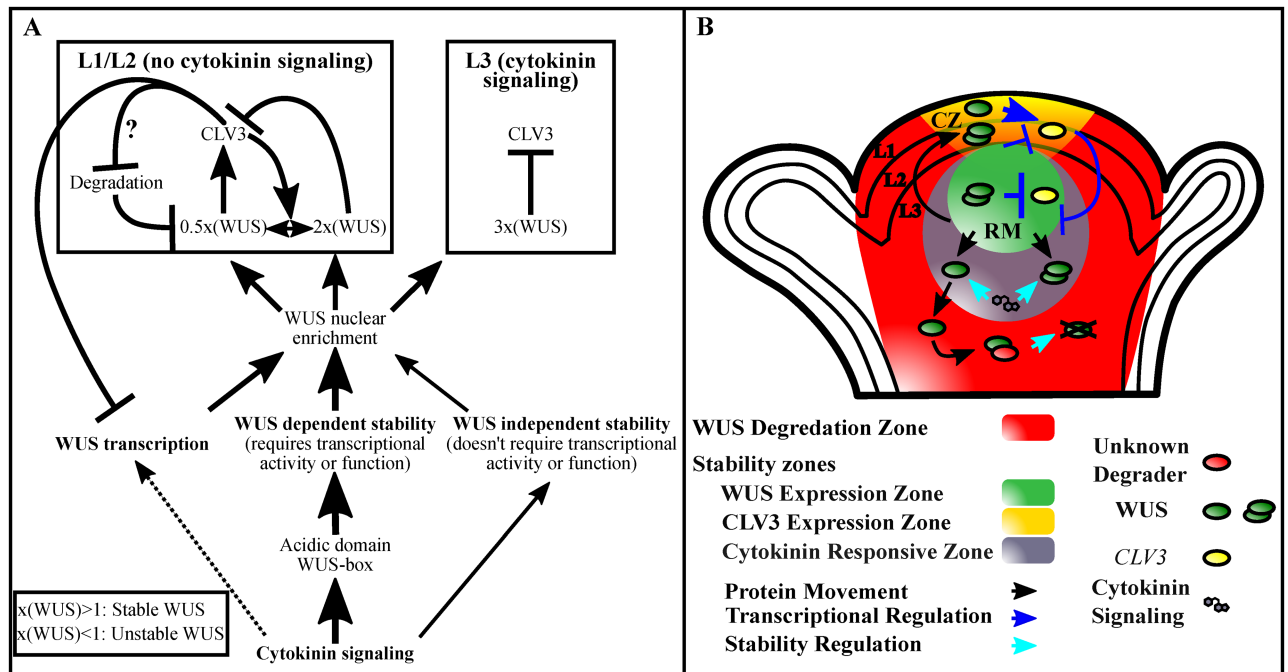 A
L1/L2 (no cytokinin signaling)
L3 (cytokinin
signaling)
?
CLV3
CLV3
Degradation
0.5x(WUS)
2x(WUS)
3x(WUS)
WUS nuclear
enrichment
WUS transcription
WUS dependent stability
(requires transcriptional
activity or function)
WUS independent stability
(doesn't require transcriptional
activity or function)
Acidic domain
WUS-box
x(WUS)>1: Stable WUS
x(WUS)<1: Unstable WUS
Cytokinin signaling
B
CZ
L1
L2
L3
RM
WUS Degredation Zone
Stability zones
WUS Expression Zone
CLV3 Expression Zone
Cytokinin Responsive Zone
Protein Movement
Transcriptional Regulation
Stability Regulation
Unknown
Degrader
WUS
CLV3
Cytokinin
Signaling